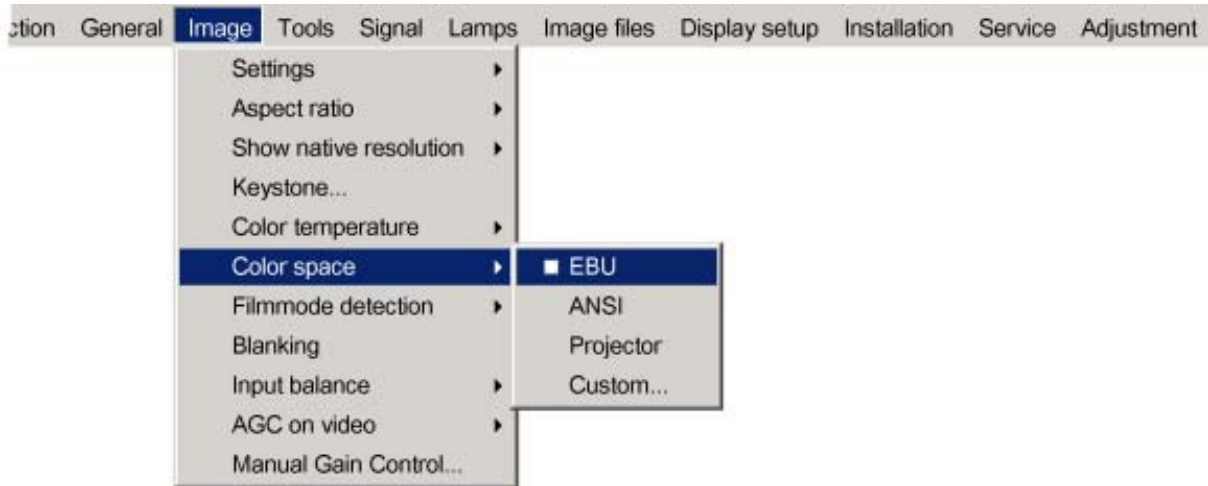 ction General Image Tools Signal Lamps Image files Display setup Installation Service Adjustment
Settings
Aspect ratio
Show native resolution
Keystone...
Color temperature
Color space
EBU
Filmmode detection
ANSI
Blanking
Projector
Input balance
Custom...
AGC on video
Manual Gain Control...